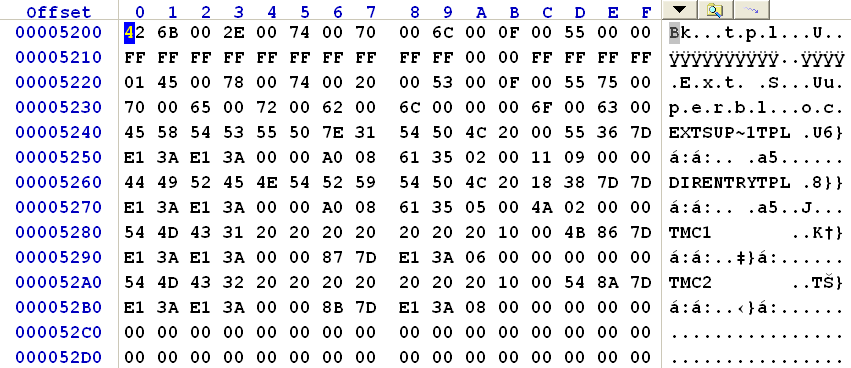 Offset 0 1 2 3 4 5 6 7 8 9 A B C D E F
00005200 42 6B 00 2E 00 74 00 70 00 6C 00 0F 00 55 00 00 Bk...t.p.l...U..
00005210 FF FF FF FF FF FF FF FF FF FF 00 00 FF FF FF FF ÿÿÿÿÿÿÿÿÿÿ..ÿÿÿÿ
00005220 01 45 00 78 00 74 00 20 00 53 00 0F 00 55 75 00 .E.x.t. .S...Uu.
00005230 70 00 65 00 72 00 62 00 6C 00 00 00 6F 00 63 00 p.e.r.b.l...o.c.
00005240 45 58 54 53 55 50 7E 31 54 50 4C 20 00 55 36 7D EXTSUP~1TPL .U6}
00005250 E1 3A E1 3A 00 00 A0 08 61 35 02 00 11 09 00 00 á:á:.. .a5......
00005260 44 49 52 45 4E 54 52 59 54 50 4C 20 18 38 7D 7D DIRENTRYTPL .8}}
00005270 E1 3A E1 3A 00 00 A0 08 61 35 05 00 4A 02 00 00 á:á:.. .a5..J...
00005280 54 4D 43 31 20 20 20 20 20 20 20 10 00 4B 86 7D TMC1 ..K†}
00005290 E1 3A E1 3A 00 00 87 7D E1 3A 06 00 00 00 00 00 á:á:..‡}á:......
000052A0 54 4D 43 32 20 20 20 20 20 20 20 10 00 54 8A 7D TMC2 ..TŠ}
000052B0 E1 3A E1 3A 00 00 8B 7D E1 3A 08 00 00 00 00 00 á:á:..‹}á:......
000052C0 00 00 00 00 00 00 00 00 00 00 00 00 00 00 00 00 ................
000052D0 00 00 00 00 00 00 00 00 00 00 00 00 00 00 00 00 ................